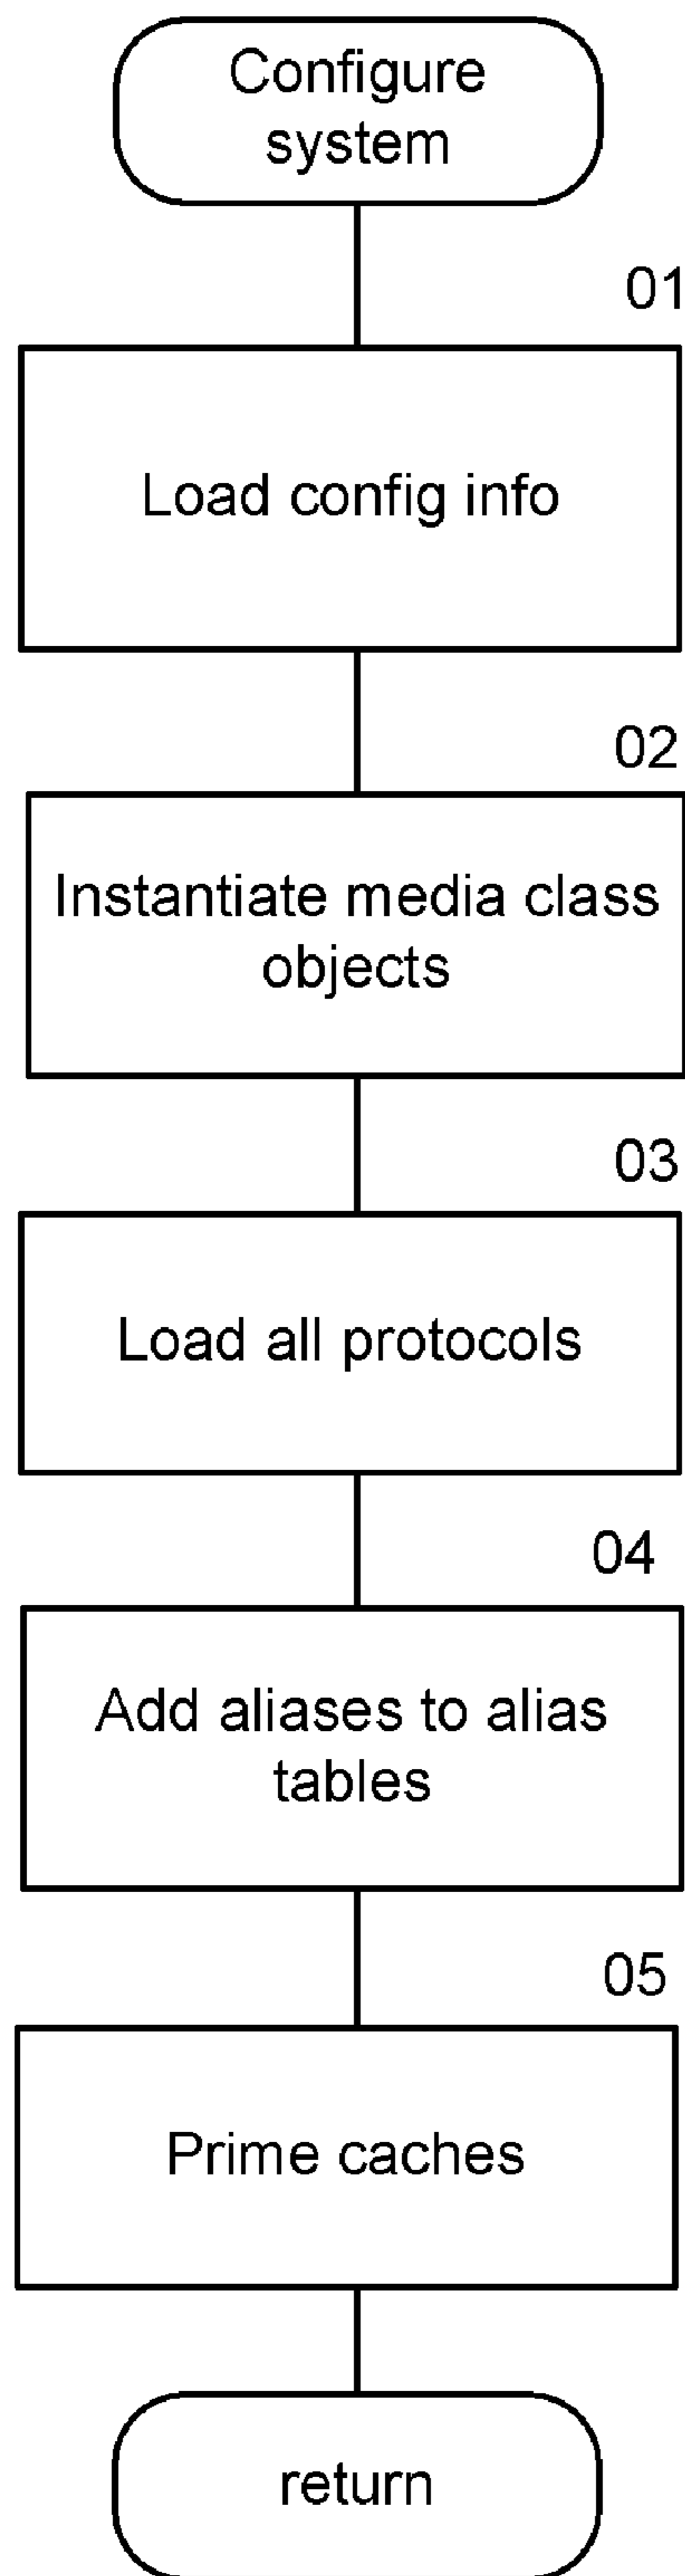 Configure
system
01
Load config info
02
Instantiate media class
objects
03
Load all protocols
04
Add aliases to alias
tables
05
Prime caches
return